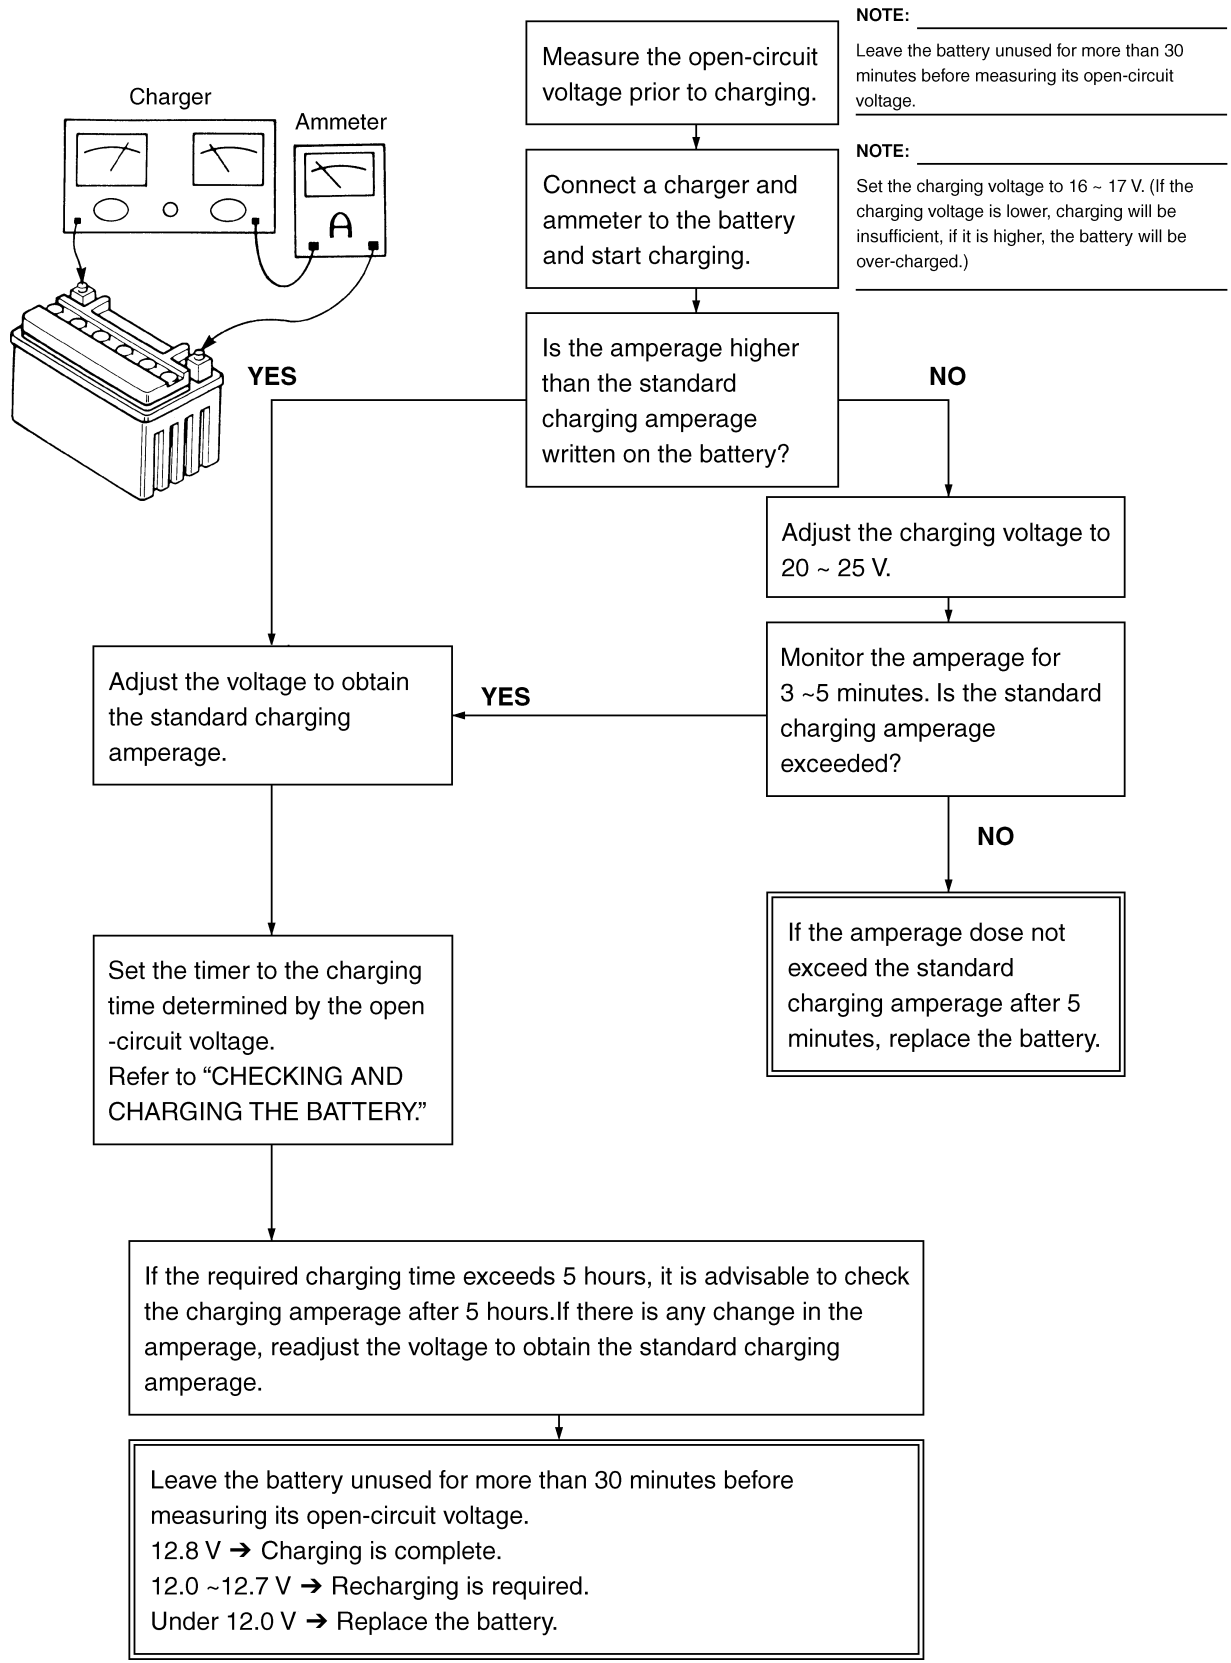 Measure the open-circuit
voltage prior to charging.
NOTE:
Leave the battery unused for more than 30
minutes before measuring its open-circuit
voltage.
Charger
Ammeter
A
Connect a charger and
ammeter to the battery
and start charging.
NOTE:
Set the charging voltage to 16 ~ 17 V. (If the
charging voltage is lower, charging will be
insufficient, if it is higher, the battery will be
over-charged.)
Is the amperage higher
than the standard
charging amperage
written on the battery?
YES
NO
Adjust the charging voltage to
20 ~ 25 V.
Monitor the amperage for
3 ~5 minutes. Is the standard
charging amperage
exceeded?
YES
Adjust the voltage to obtain
the standard charging
amperage.
NO
If the amperage dose not
exceed the standard
charging amperage after 5
minutes, replace the battery.
Set the timer to the charging
time determined by the open
-circuit voltage.
Refer to “CHECKING AND
CHARGING THE BATTERY.”
If the required charging time exceeds 5 hours, it is advisable to check
the charging amperage after 5 hours.If there is any change in the
amperage, readjust the voltage to obtain the standard charging
amperage.
Leave the battery unused for more than 30 minutes before
measuring its open-circuit voltage.
12.8 V ➔ Charging is complete.
12.0 ~12.7 V ➔ Recharging is required.
Under 12.0 V ➔ Replace the battery.